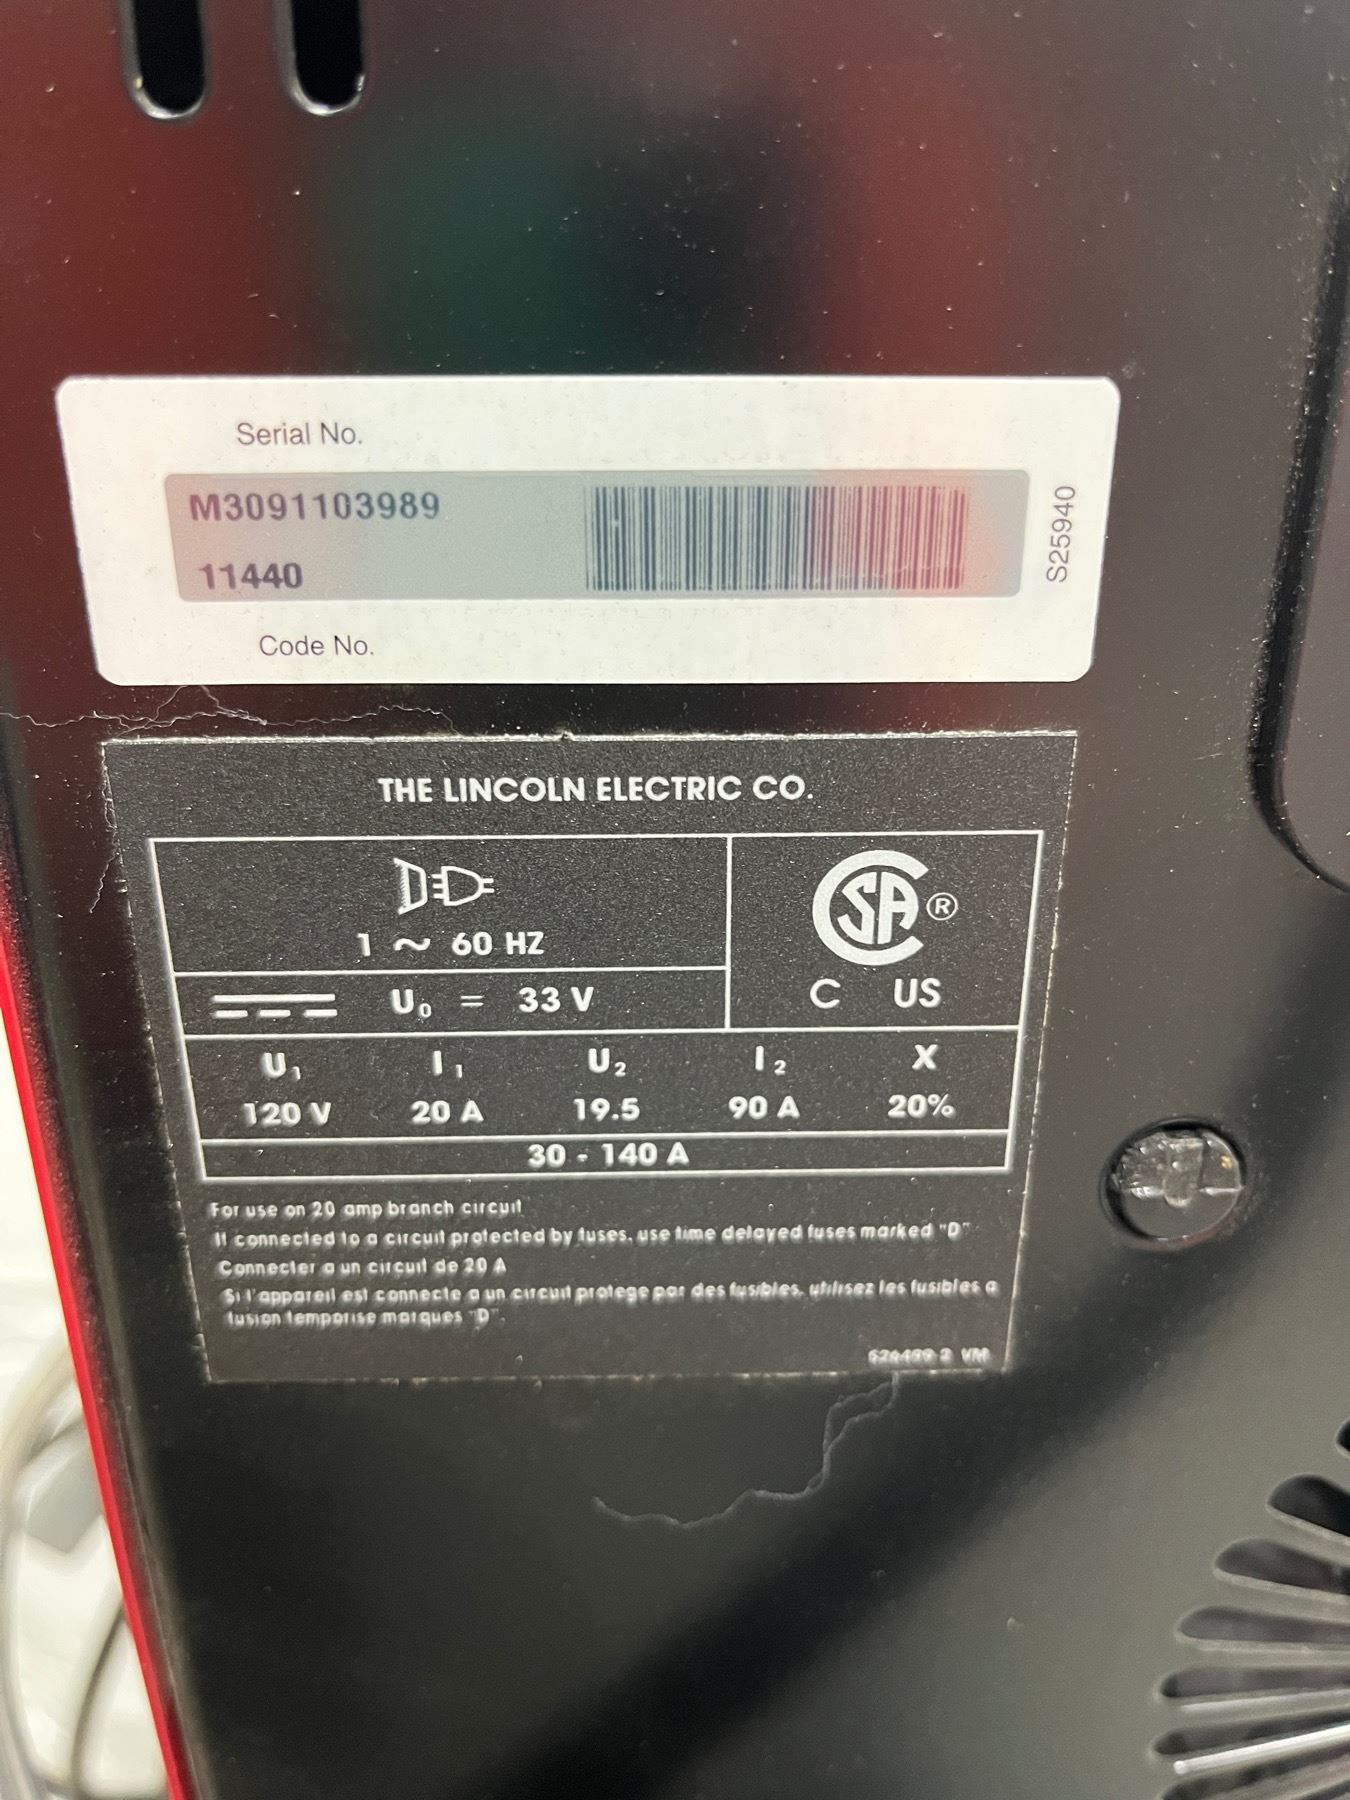 Serial No.
M3091103989
11440
Code No.
S25940
THE LINCOLN ELECTRIC CO.
1 ~ 60 HZ
SA ®
C US
U₀ = 33 V
U₁ I₁ U₂ I₂ X
120 V 20 A 19.5 90 A 20%
30 - 140 A
For use on 20 amp branch circuit
If connected to a circuit protected by fuses, use time delayed fuses marked "D"
Connecter a un circuit de 20 A
Si l'appareil est connecte a un circuit protege par des fusibles, utilisez les fusibles a
fusion temporise marques "D".
VM